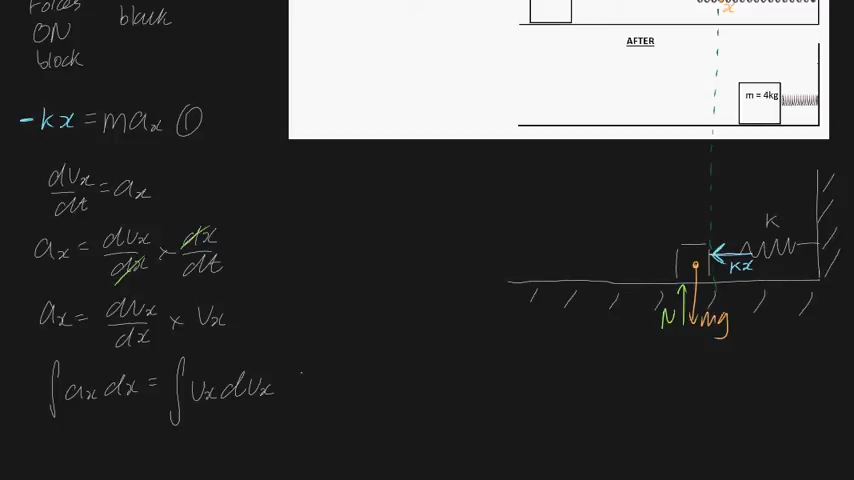 Forces
ON
block
black
x
AFTER
m = 4kg
-kx = max ①
dvx/dt = ax
ax = dvx/dx × dx/dt
ax = dvx/dx × vx
∫ax dx = ∫vx dvx
K
kx
N
mg